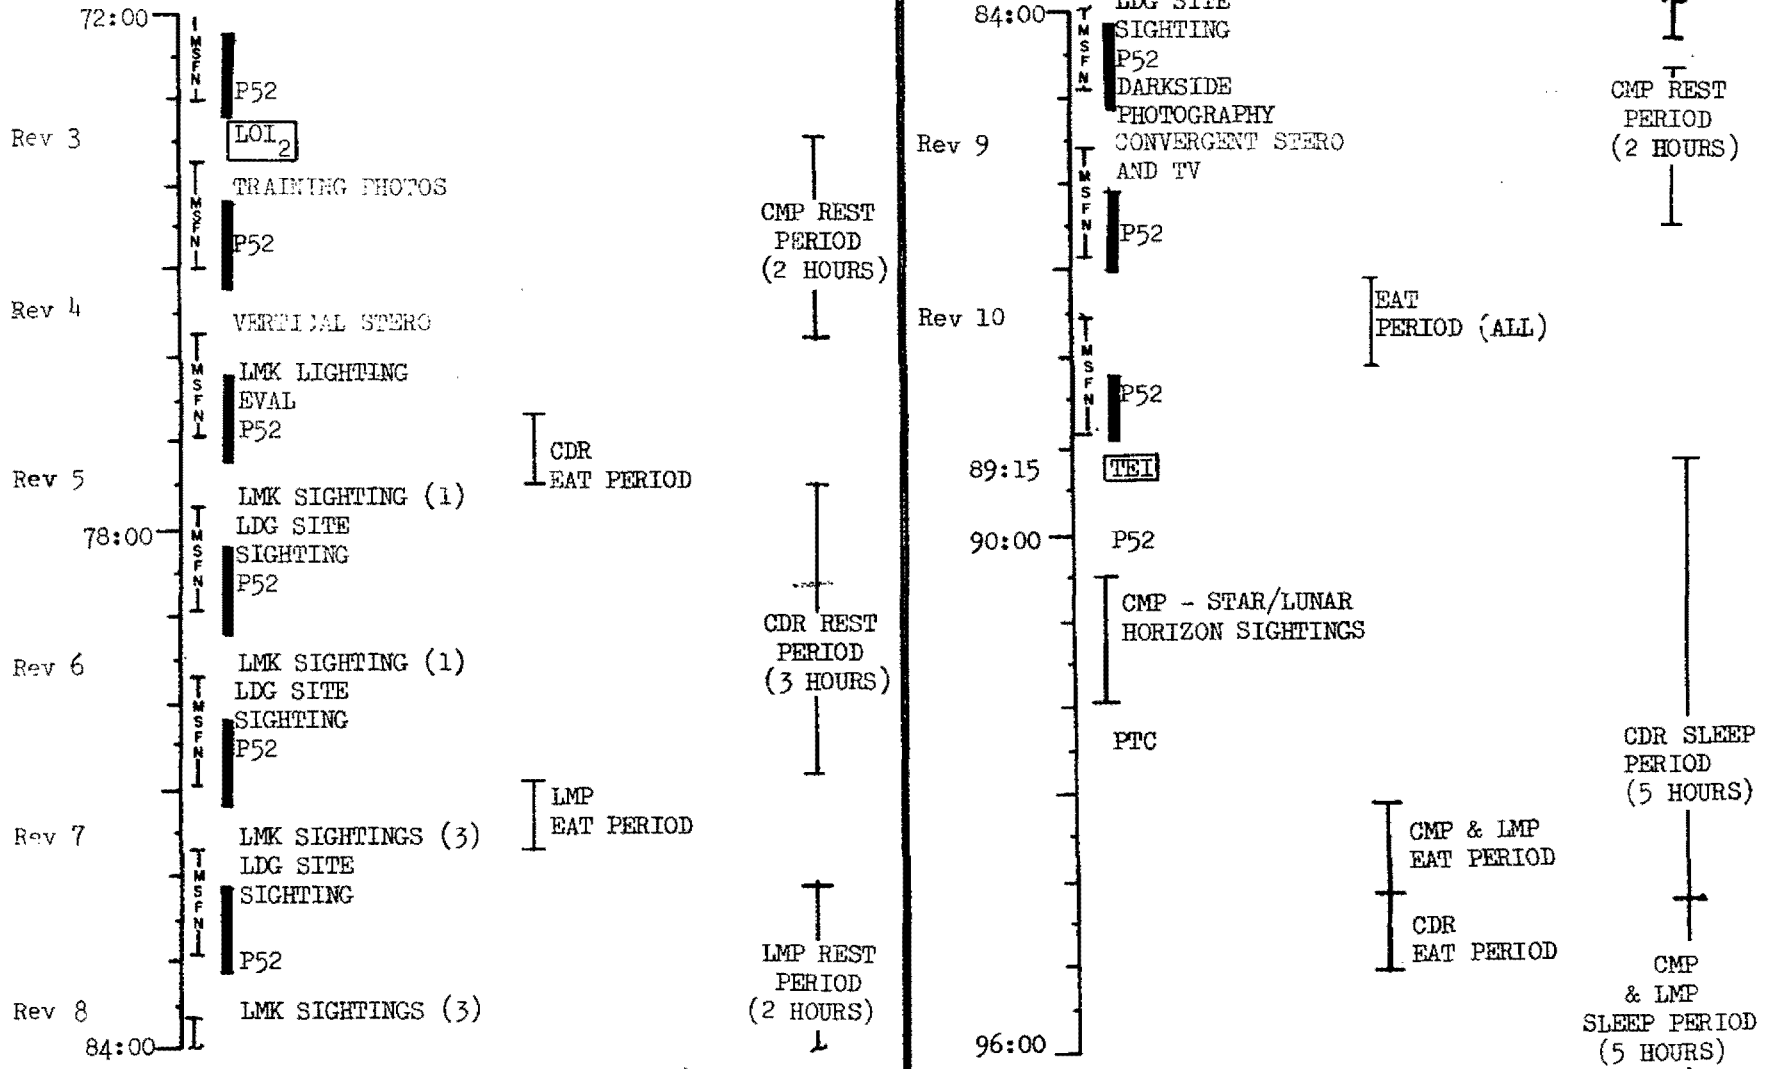 72:00
MSFN
P52
Rev 3
LOI2
TRAINING PHOTOS
MSFN
P52
CMP REST
PERIOD
(2 HOURS)
Rev 4
VERTICAL STERO
MSFN
LMK LIGHTING
EVAL
P52
CDR
EAT PERIOD
Rev 5
LMK SIGHTING (1)
LDG SITE
SIGHTING
78:00
MSFN
P52
CDR REST
PERIOD
(3 HOURS)
Rev 6
LMK SIGHTING (1)
LDG SITE
SIGHTING
MSFN
P52
LMP
EAT PERIOD
Rev 7
LMK SIGHTINGS (3)
LDG SITE
SIGHTING
MSFN
P52
LMP REST
PERIOD
(2 HOURS)
Rev 8
LMK SIGHTINGS (3)
84:00
84:00
LDG SITE
SIGHTING
MSFN
P52
DARKSIDE
PHOTOGRAPHY
CMP REST
PERIOD
(2 HOURS)
Rev 9
CONVERGENT STERO
AND TV
MSFN
P52
EAT
PERIOD (ALL)
Rev 10
MSFN
P52
89:15
TEI
90:00
P52
CMP - STAR/LUNAR
HORIZON SIGHTINGS
PTC
CDR SLEEP
PERIOD
(5 HOURS)
CMP & LMP
EAT PERIOD
CDR
EAT PERIOD
CMP
& LMP
SLEEP PERIOD
(5 HOURS)
96:00